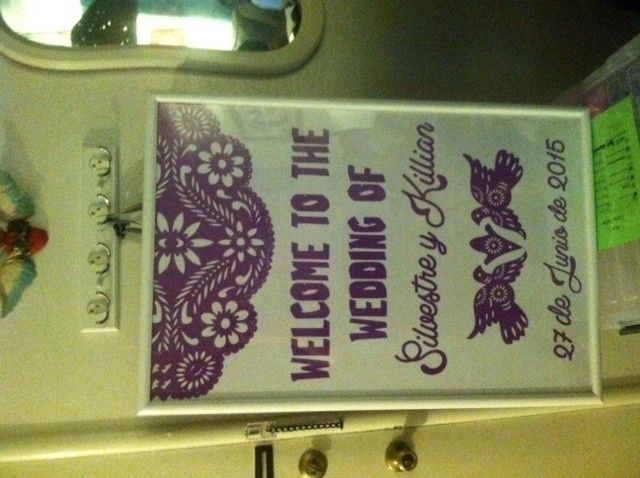 WELCOME TO THE
WEDDING OF
Silvestre y Killian
27 de Junio de 2015